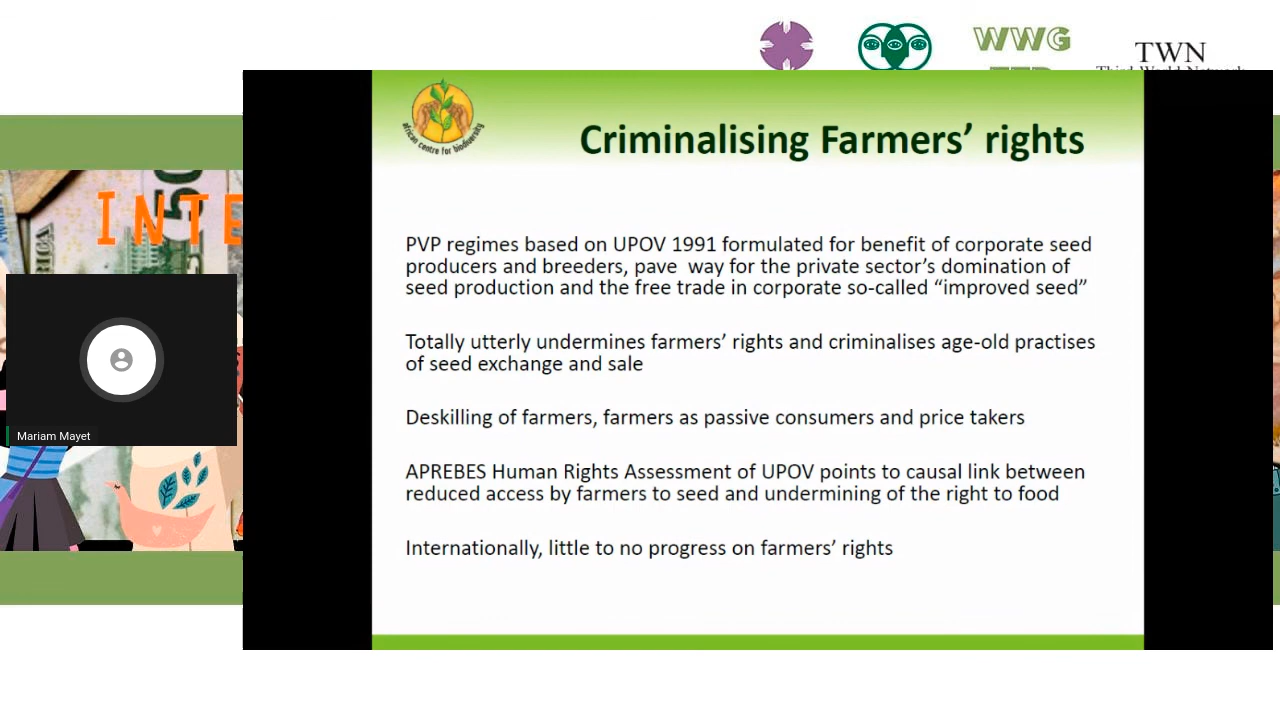 WWG
TWN
Third World Network
african centre for biodiversity
Criminalising Farmers’ rights
INTE
50
PVP regimes based on UPOV 1991 formulated for benefit of corporate seed
producers and breeders, pave way for the private sector’s domination of
seed production and the free trade in corporate so-called “improved seed”
Totally utterly undermines farmers’ rights and criminalises age-old practises
of seed exchange and sale
Deskilling of farmers, farmers as passive consumers and price takers
APREBES Human Rights Assessment of UPOV points to causal link between
reduced access by farmers to seed and undermining of the right to food
Internationally, little to no progress on farmers’ rights
Mariam Mayet